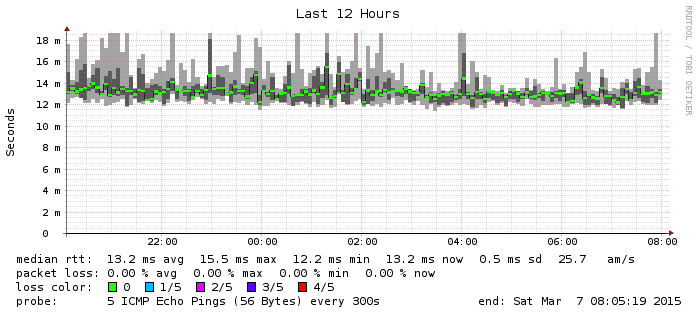 Last 12 Hours
RRDTOOL / TOBI OETIKER
Seconds
18 m
16 m
14 m
12 m
10 m
8 m
6 m
4 m
2 m
0
22:00 00:00 02:00 04:00 06:00 08:00
median rtt: 13.2 ms avg 15.5 ms max 12.2 ms min 13.2 ms now 0.5 ms sd 25.7 am/s
packet loss: 0.00 % avg 0.00 % max 0.00 % min 0.00 % now
loss color: 0 1/5 2/5 3/5 4/5
probe: 5 ICMP Echo Pings (56 Bytes) every 300s end: Sat Mar 7 08:05:19 2015